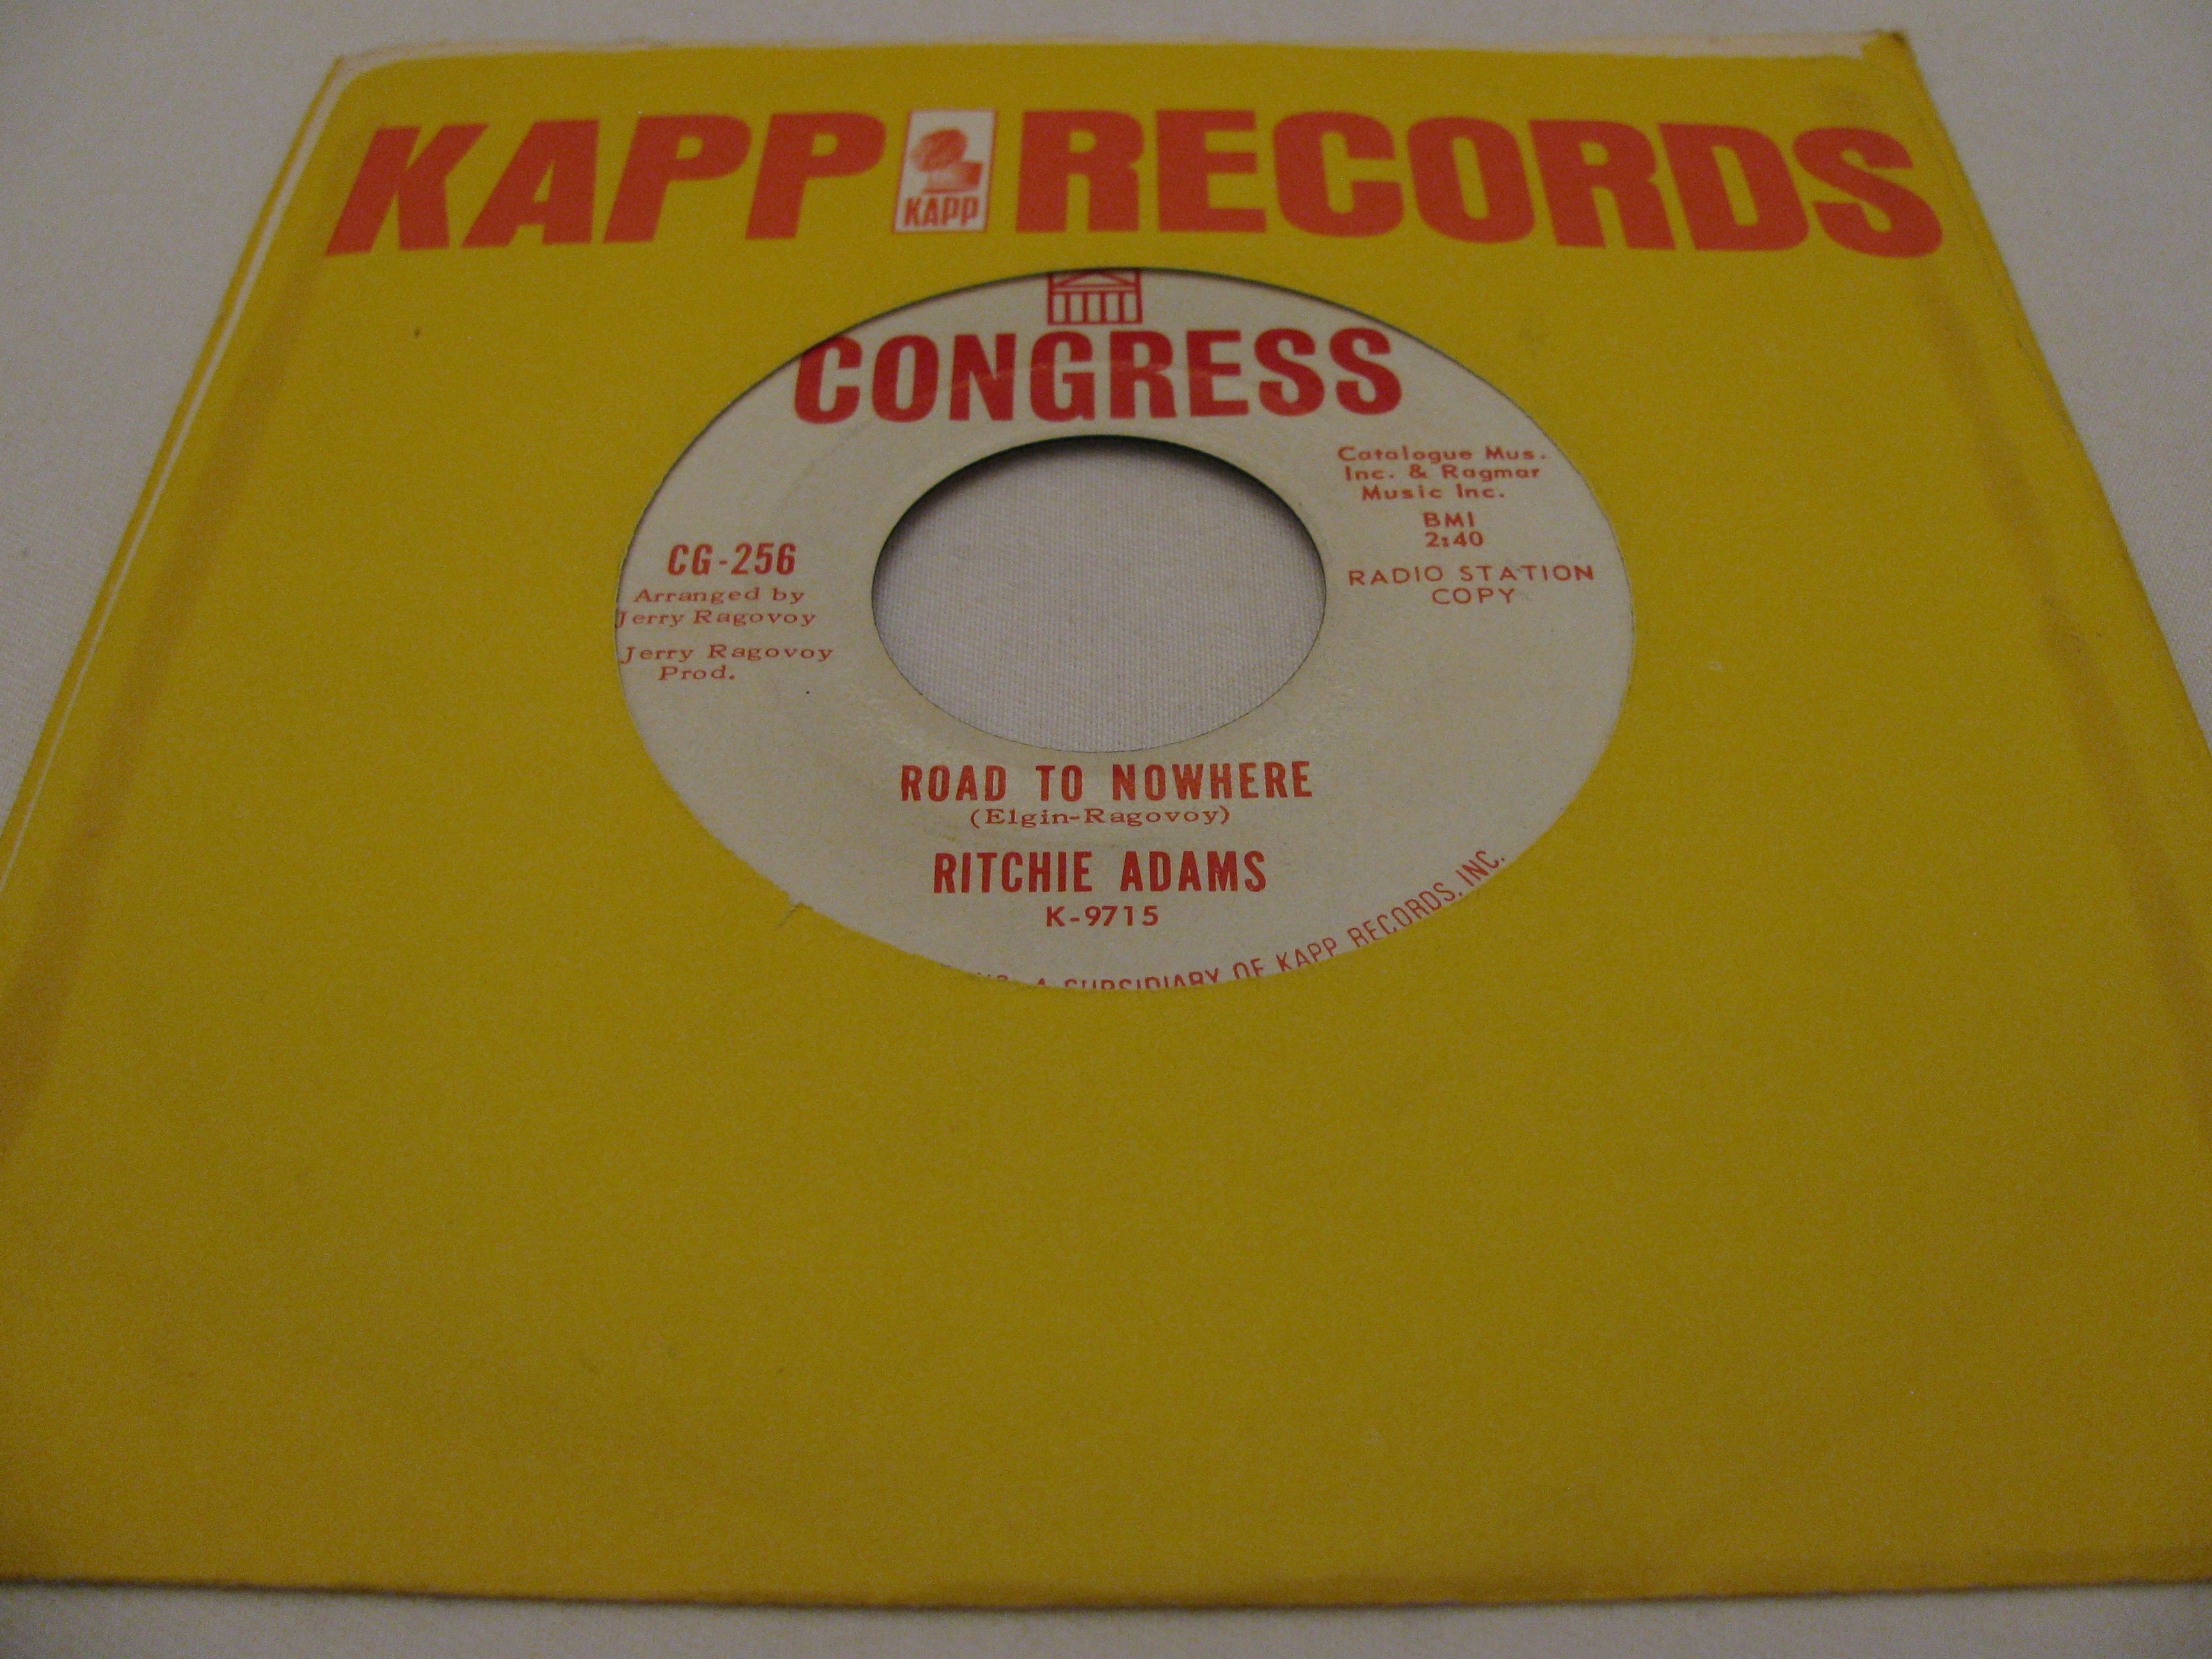 KAPP RECORDS
KAPP
CONGRESS
Catalogue Mus.
Inc. & Ragmar
Music Inc.
BMI
2:40
RADIO STATION
COPY
CG-256
Arranged by
Jerry Ragovoy
Jerry Ragovoy
Prod.
ROAD TO NOWHERE
(Elgin-Ragovoy)
RITCHIE ADAMS
K-9715
A SUBSIDIARY OF KAPP RECORDS, INC.